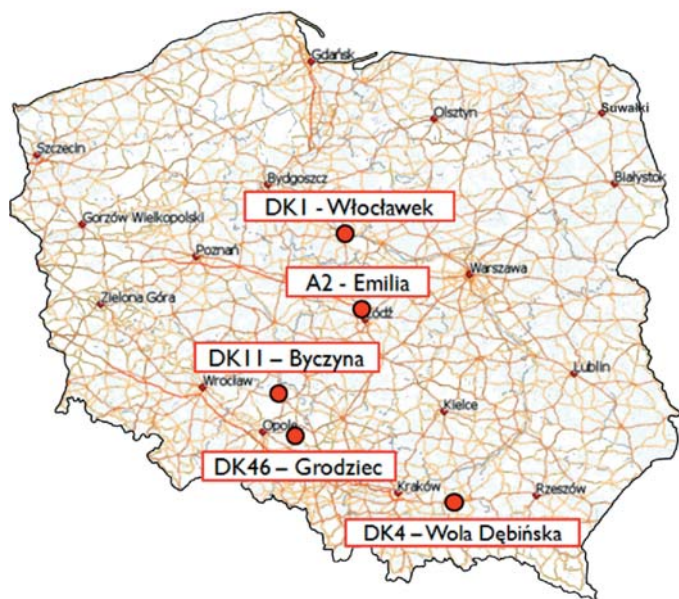 Gdańsk
Suwałki
Olsztyn
Szczecin
Bydgoszcz
Białystok
DK1 - Włocławek
Gorzów Wielkopolski
Poznań
Warszawa
A2 - Emilia
Zielona Góra
Łódź
DK11 – Byczyna
Wrocław
Lublin
Kielce
Opole
DK46 – Grodziec
Kraków
Rzeszów
DK4 – Wola Dębińska